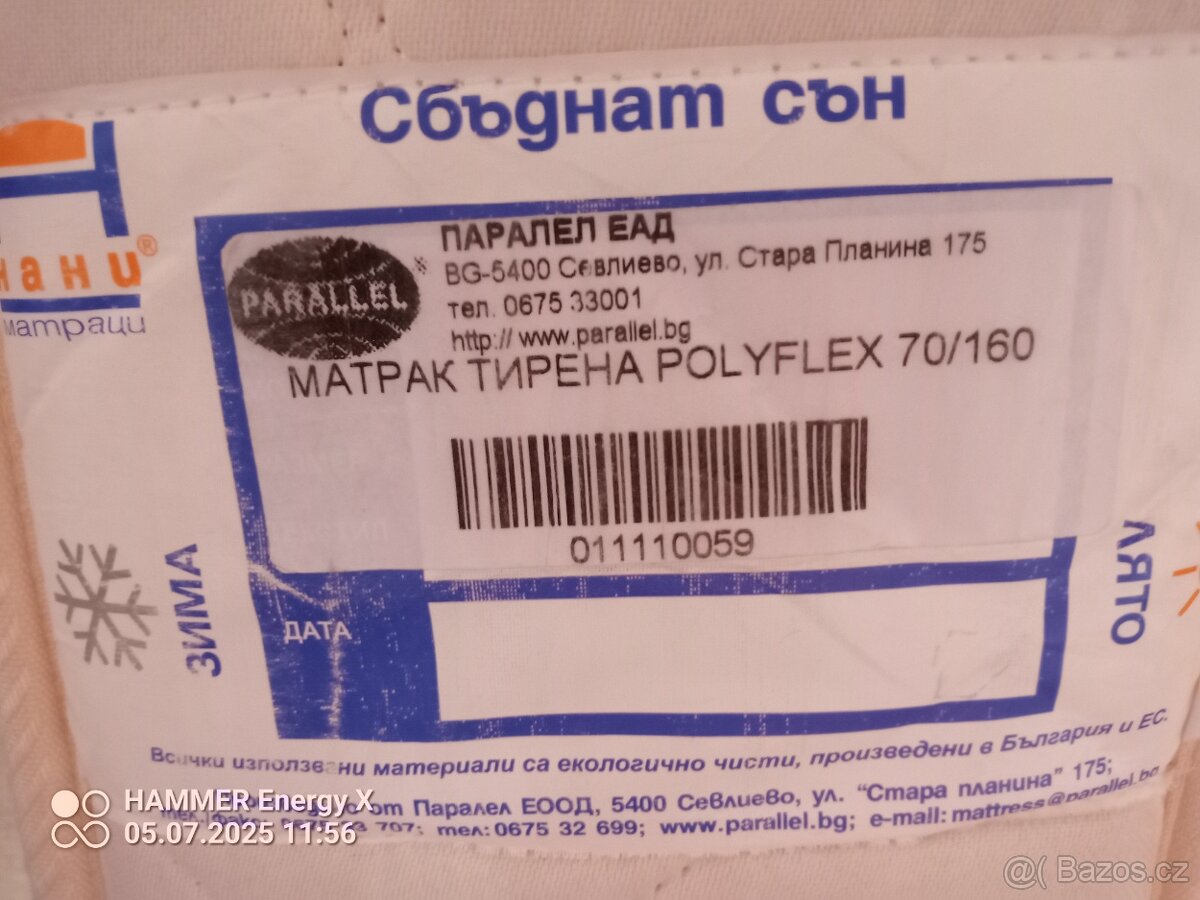 Сбъднат сън
Т
нани®
матраци
PARALLEL
ПАРАЛЕЛ ЕАД
BG-5400 Севлиево, ул. Стара Планина 175
тел. 0675 33001
http:// www.parallel.bg
МАТРАК ТИРЕНА POLYFLEX 70/160
011110059
ЗИМА
ЛЯТО
ДАТА
Всички използвани материали са екологично чисти, произведени в България и ЕС.
от Паралел ЕООД, 5400 Севлиево, ул. "Стара планина" 175;
707; тел: 0675 32 699; www.parallel.bg; e-mail: mattress@parallel.bg
HAMMER Energy X
05.07.2025 11:56
@( Bazos.cz